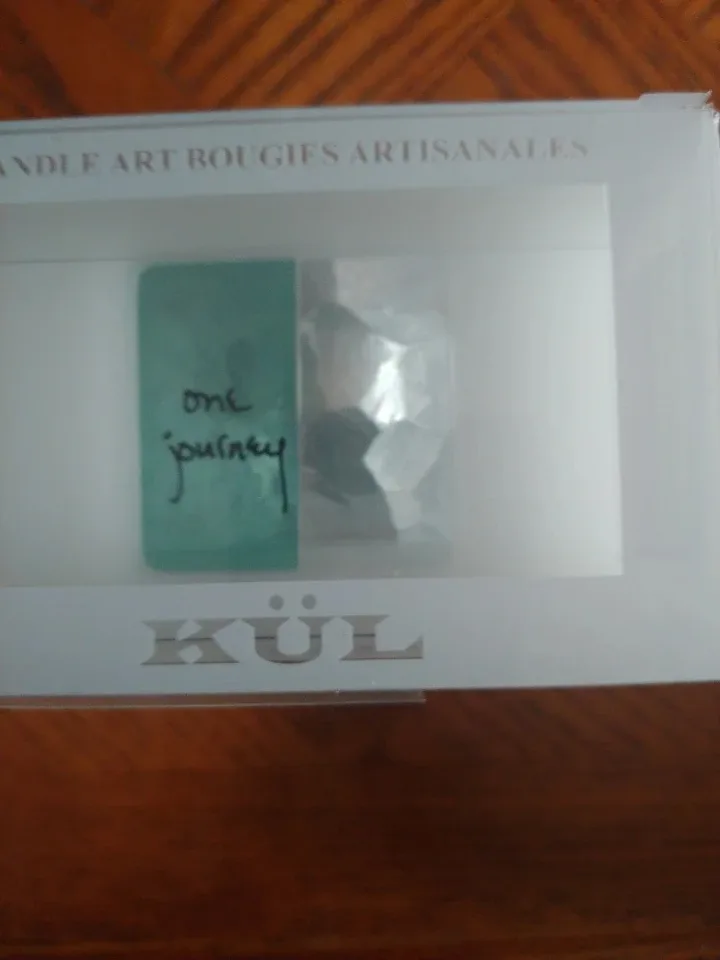 ANDLE ART BOUGIES ARTISANALES
one
journey
KÜL